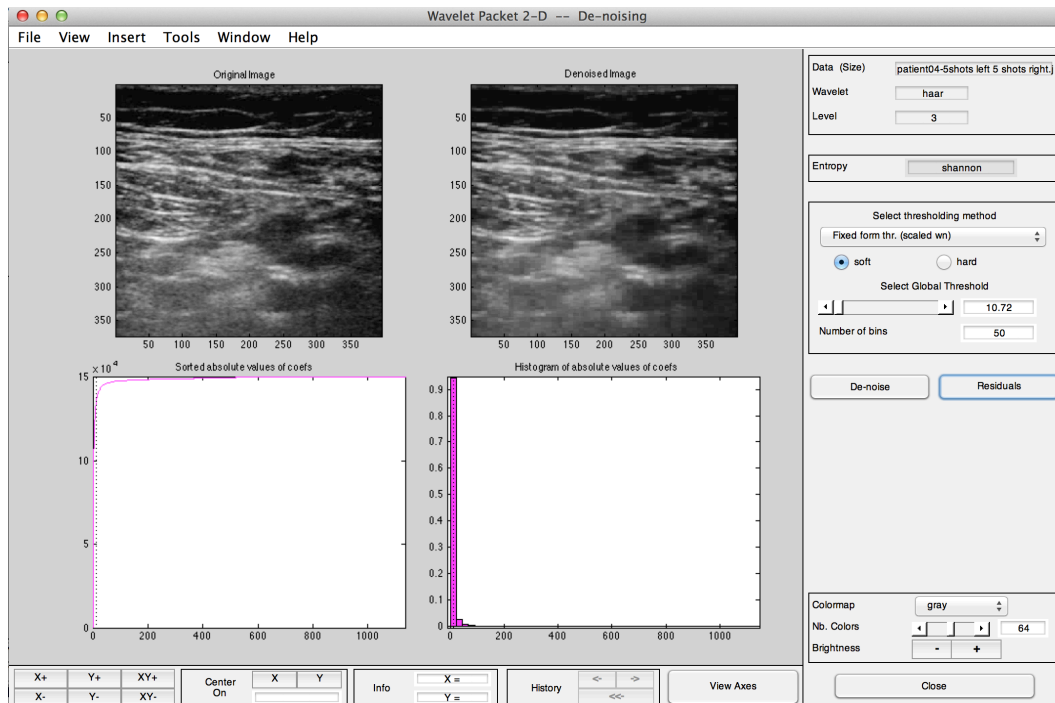 Wavelet Packet 2-D -- De-noising
File View Insert Tools Window Help
Original Image
50
100
150
200
250
300
350
50 100 150 200 250 300 350
Denoised Image
50
100
150
200
250
300
350
50 100 150 200 250 300 350
Sorted absolute values of coefs
x 10^4
15
10
5
0
0 200 400 600 800 1000
Histogram of absolute values of coefs
0.9
0.8
0.7
0.6
0.5
0.4
0.3
0.2
0.1
0
0 200 400 600 800 1000
Data (Size) patient04-5shots left 5 shots right.j
Wavelet haar
Level 3
Entropy shannon
Select thresholding method
Fixed form thr. (scaled wn)
soft hard
Select Global Threshold
10.72
Number of bins 50
De-noise Residuals
Colormap gray
Nb. Colors 64
Brightness - +
X+ Y+ XY+
X- Y- XY-
Center On X Y
Info X =
Y =
History <- ->
<<-
View Axes
Close